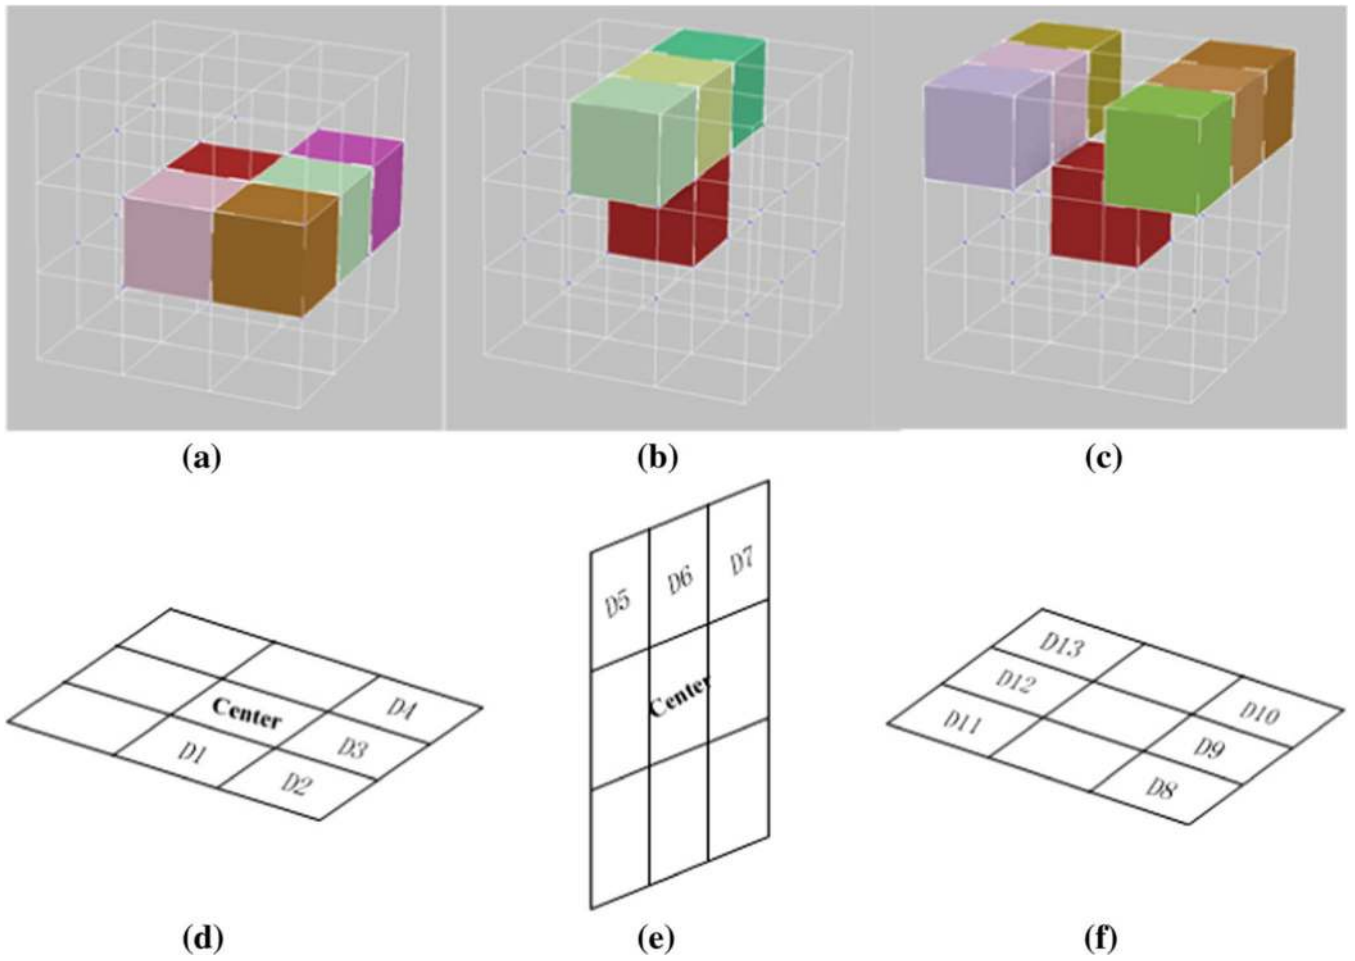 (a) (b) (c)
D5 D6 D7
Center
Center
D1 D2 D3 D4
D13
D12
D11
D10
D9
D8
(d) (e) (f)